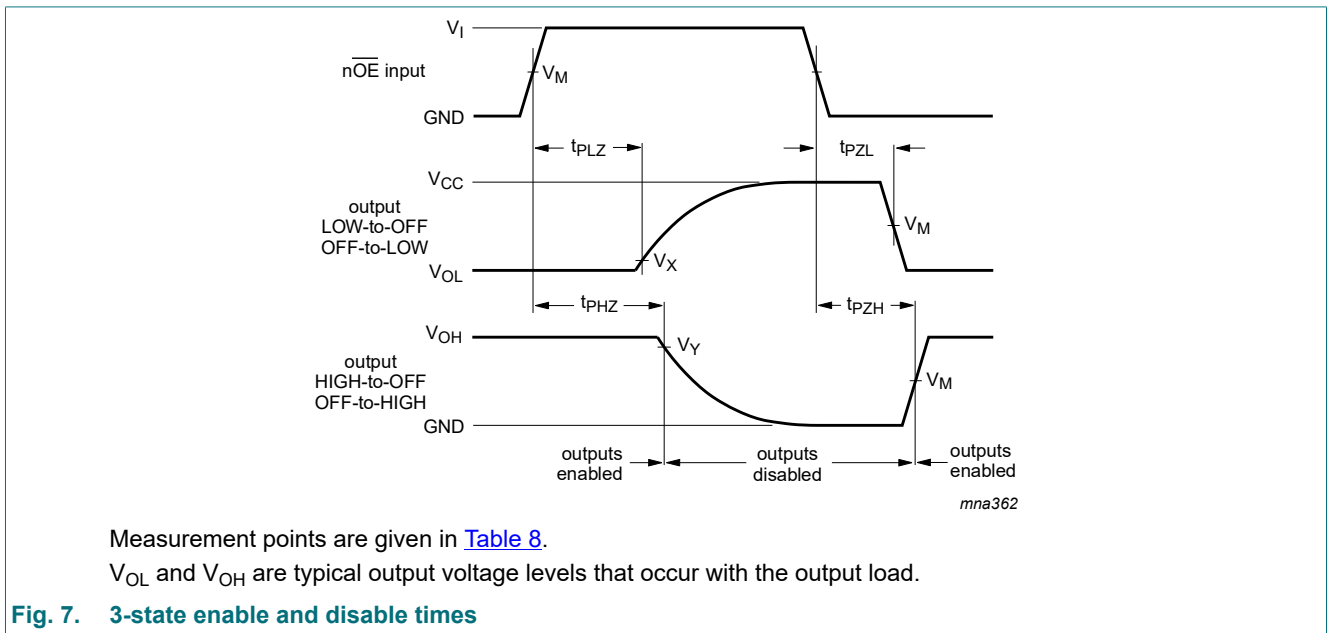 V_I
nOE input
V_M
GND
t_PLZ
t_PZL
V_CC
output
LOW-to-OFF
OFF-to-LOW
V_M
V_X
V_OL
t_PHZ
t_PZH
V_OH
V_Y
output
HIGH-to-OFF
OFF-to-HIGH
V_M
GND
outputs
enabled
outputs
disabled
outputs
enabled
mna362
Measurement points are given in Table 8.
V_OL and V_OH are typical output voltage levels that occur with the output load.
Fig. 7. 3-state enable and disable times